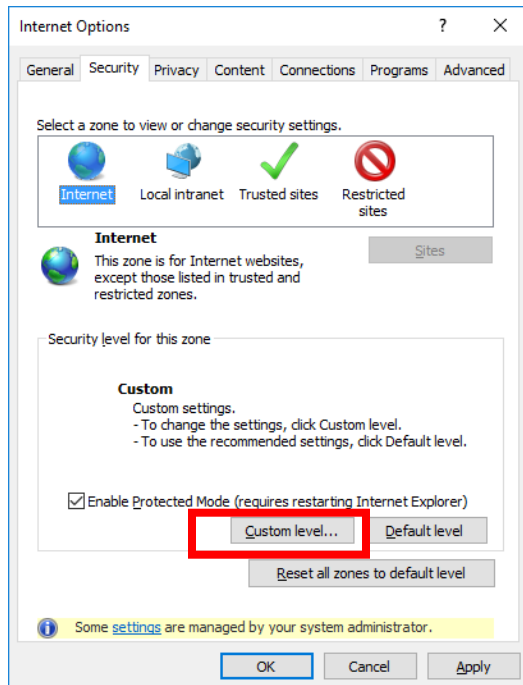 Internet Options ? X
General Security Privacy Content Connections Programs Advanced
Select a zone to view or change security settings.
Internet Local intranet Trusted sites Restricted sites
Internet
This zone is for Internet websites,
except those listed in trusted and
restricted zones.
Sites
Security level for this zone
Custom
Custom settings.
- To change the settings, click Custom level.
- To use the recommended settings, click Default level.
Enable Protected Mode (requires restarting Internet Explorer)
Custom level... Default level
Reset all zones to default level
Some settings are managed by your system administrator.
OK Cancel Apply